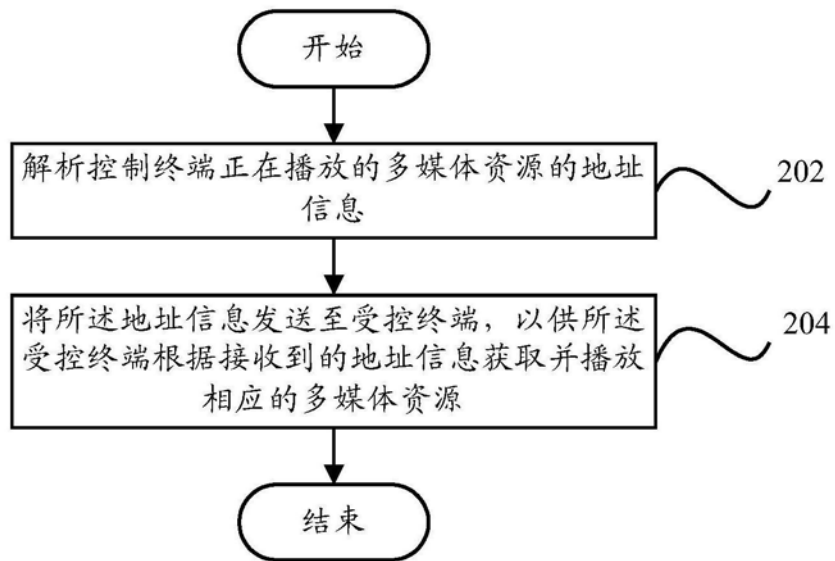 开始
解析控制终端正在播放的多媒体资源的地址
信息
202
将所述地址信息发送至受控终端，以供所述
受控终端根据接收到的地址信息获取并播放
相应的多媒体资源
204
结束